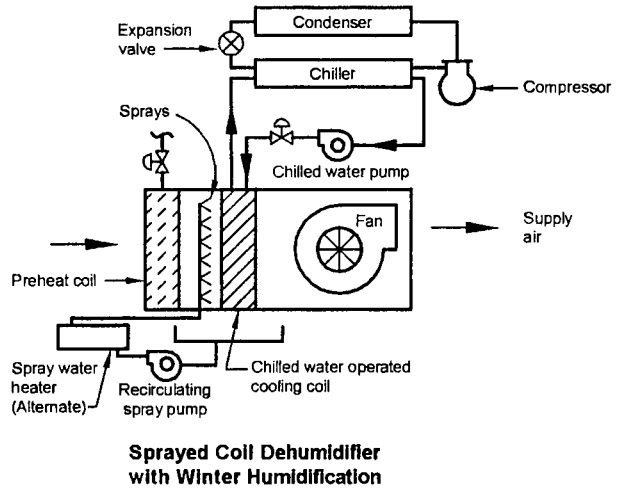 Condenser
Expansion
valve
Chiller
Compressor
Sprays
Chilled water pump
Fan
Supply
air
Preheat coil
Spray water
heater
(Alternate)
Recirculating
spray pump
Chilled water operated
cooling coil
Sprayed Coil Dehumidifier
with Winter Humidification